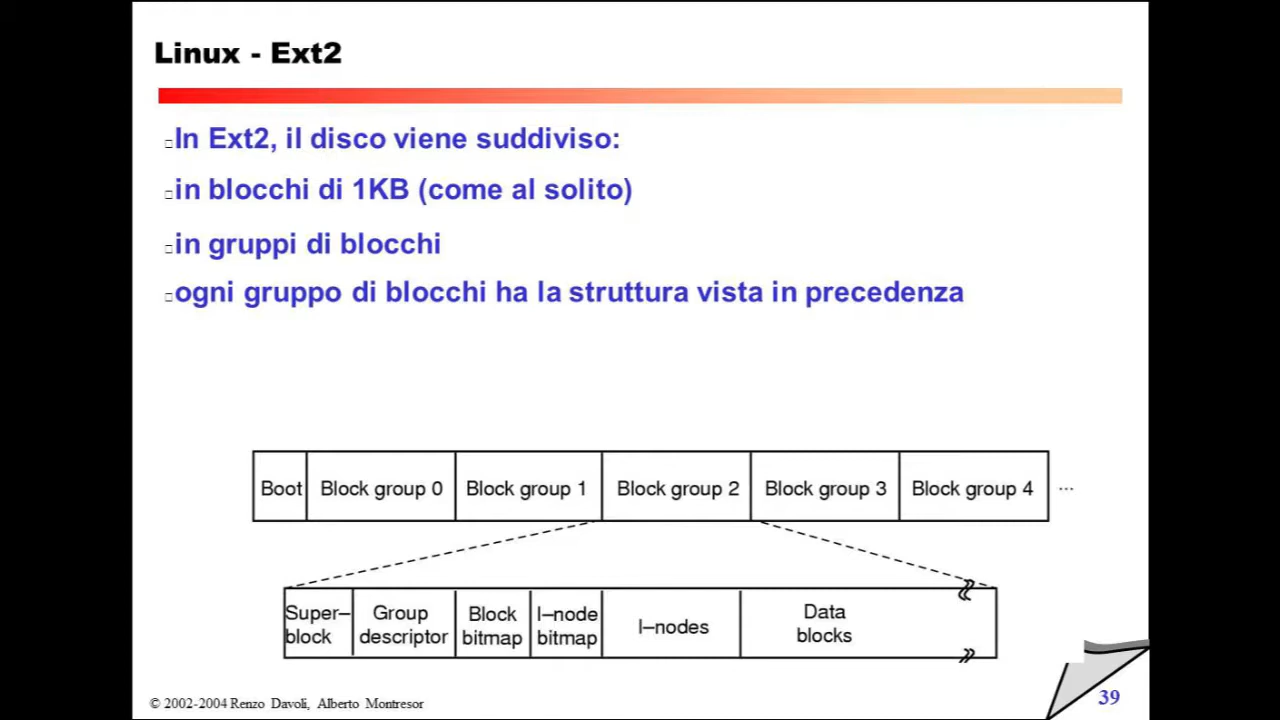 Linux - Ext2
In Ext2, il disco viene suddiviso:
in blocchi di 1KB (come al solito)
in gruppi di blocchi
ogni gruppo di blocchi ha la struttura vista in precedenza
Boot Block group 0 Block group 1 Block group 2 Block group 3 Block group 4 ...
Super– Group Block I–node I–nodes Data
block descriptor bitmap bitmap blocks
© 2002-2004 Renzo Davoli, Alberto Montresor
39